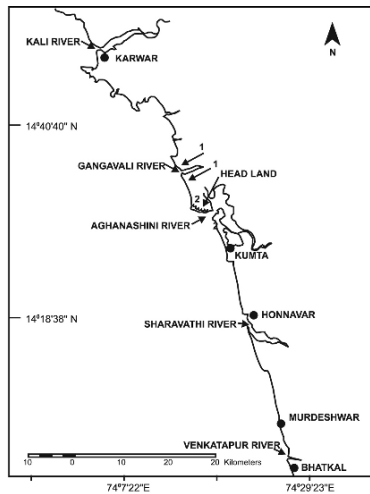 KALI RIVER
KARWAR
N
14°40'40" N
1
GANGAVALI RIVER
1
HEAD LAND
2
AGHANASHINI RIVER
KUMTA
14°18'38" N
HONNAVAR
SHARAVATHI RIVER
MURDESHWAR
VENKATAPUR RIVER
10 0 10 20 Kilometers
BHATKAL
74°7'22"E 74°29'23"E